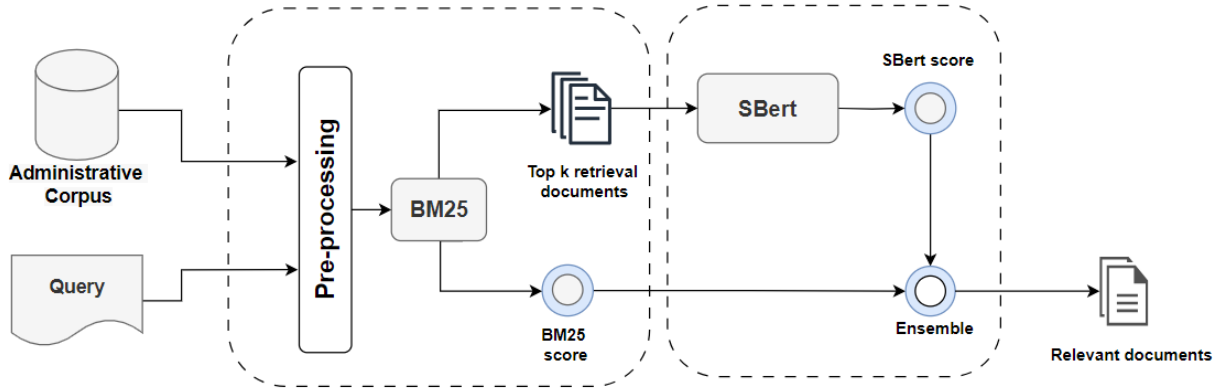 Administrative
Corpus
Query
Pre-processing
BM25
Top k retrieval
documents
BM25
score
SBert
SBert score
Ensemble
Relevant documents